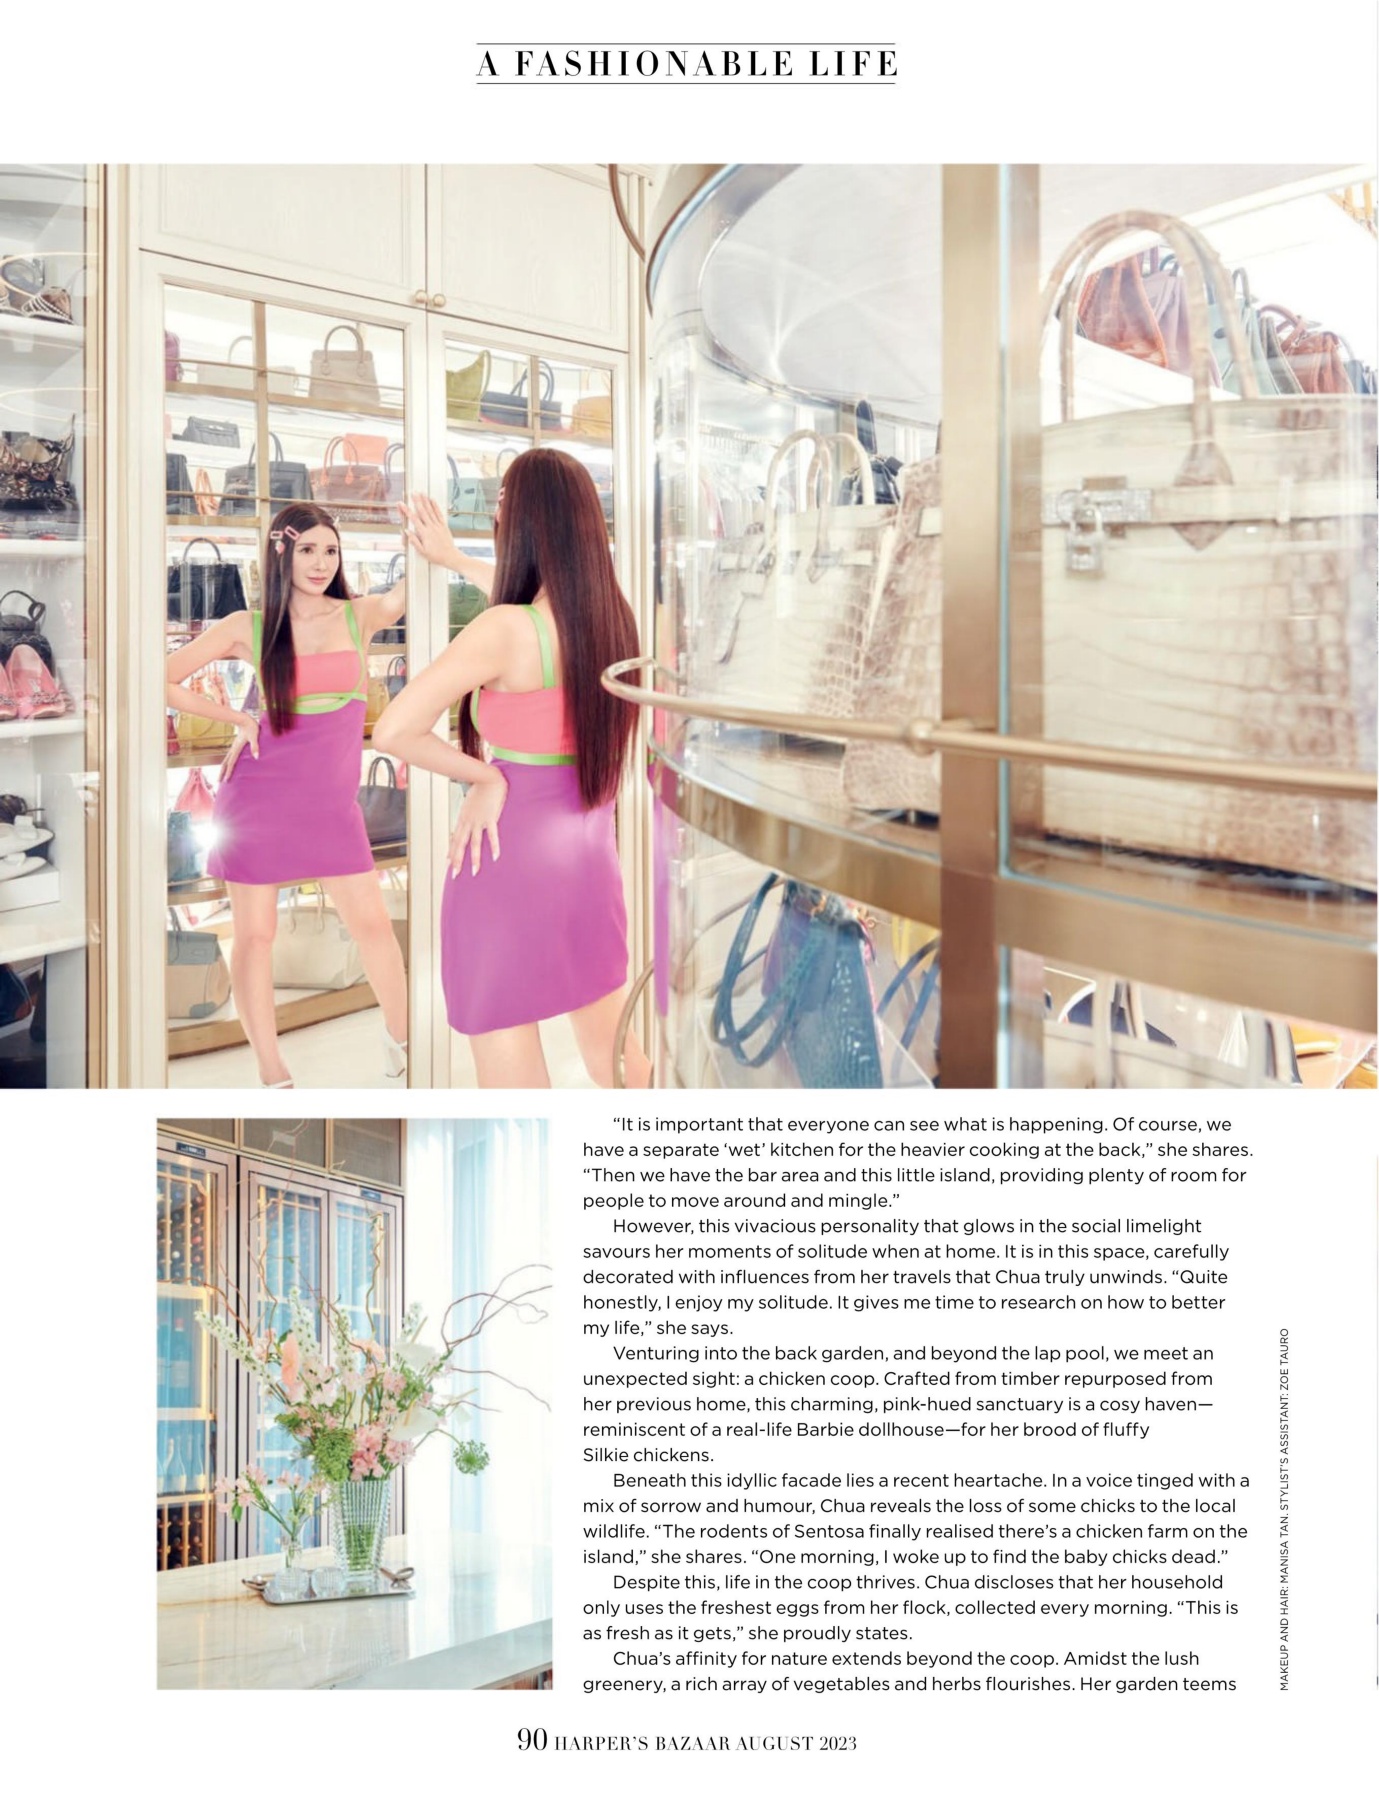 A FASHIONABLE LIFE
“It is important that everyone can see what is happening. Of course, we
have a separate ‘wet’ kitchen for the heavier cooking at the back,” she shares.
“Then we have the bar area and this little island, providing plenty of room for
people to move around and mingle.”
However, this vivacious personality that glows in the social limelight
savours her moments of solitude when at home. It is in this space, carefully
decorated with influences from her travels that Chua truly unwinds. “Quite
honestly, I enjoy my solitude. It gives me time to research on how to better
my life,” she says.
Venturing into the back garden, and beyond the lap pool, we meet an
unexpected sight: a chicken coop. Crafted from timber repurposed from
her previous home, this charming, pink-hued sanctuary is a cosy haven—
reminiscent of a real-life Barbie dollhouse—for her brood of fluffy
Silkie chickens.
Beneath this idyllic facade lies a recent heartache. In a voice tinged with a
mix of sorrow and humour, Chua reveals the loss of some chicks to the local
wildlife. “The rodents of Sentosa finally realised there’s a chicken farm on the
island,” she shares. “One morning, I woke up to find the baby chicks dead.”
Despite this, life in the coop thrives. Chua discloses that her household
only uses the freshest eggs from her flock, collected every morning. “This is
as fresh as it gets,” she proudly states.
Chua’s affinity for nature extends beyond the coop. Amidst the lush
greenery, a rich array of vegetables and herbs flourishes. Her garden teems
MAKEUP AND HAIR: MANISA TAN. STYLIST’S ASSISTANT: ZOE TAURO
90 HARPER’S BAZAAR AUGUST 2023